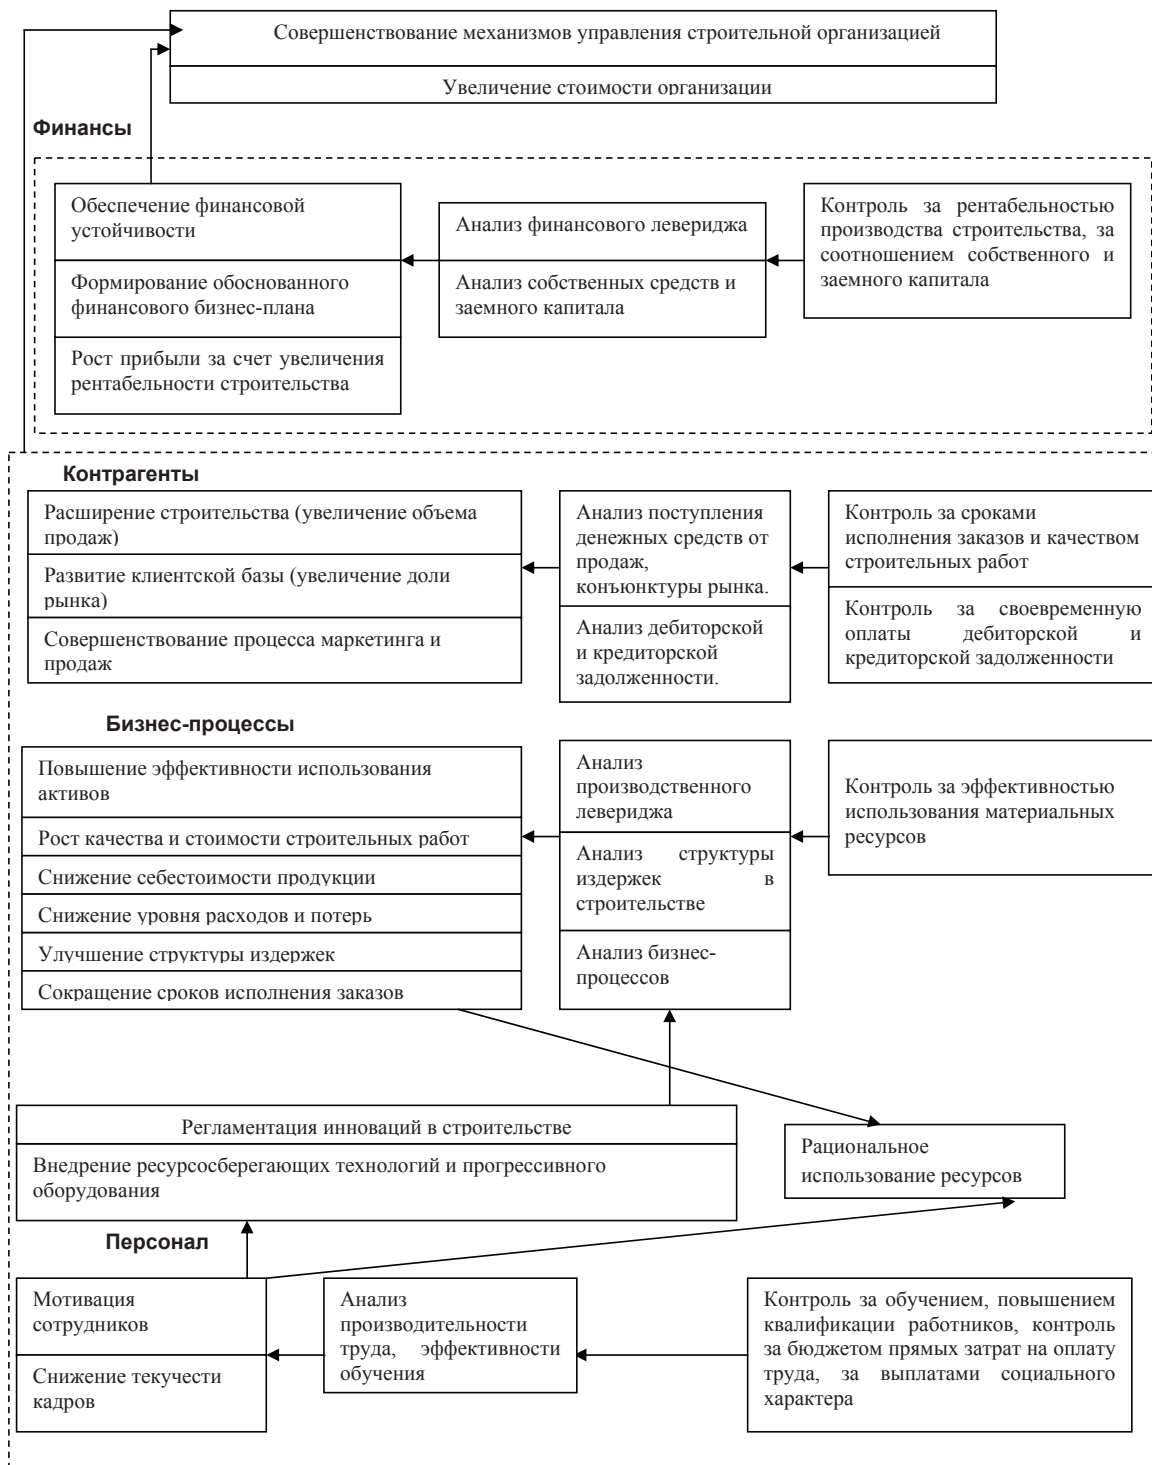 Совершенствование механизмов управления строительной организацией
Увеличение стоимости организации
Финансы
Обеспечение финансовой
устойчивости
Формирование обоснованного
финансового бизнес-плана
Рост прибыли за счет увеличения
рентабельности строительства
Анализ финансового левериджа
Анализ собственных средств и
заемного капитала
Контроль за рентабельностью
производства строительства, за
соотношением собственного и
заемного капитала
Контрагенты
Расширение строительства (увеличение объема
продаж)
Развитие клиентской базы (увеличение доли
рынка)
Совершенствование процесса маркетинга и
продаж
Анализ поступления
денежных средств от
продаж,
конъюнктуры рынка.
Анализ дебиторской
и кредиторской
задолженности.
Контроль за сроками
исполнения заказов и качеством
строительных работ
Контроль за своевременную
оплаты дебиторской и
кредиторской задолженности
Бизнес-процессы
Повышение эффективности использования
активов
Рост качества и стоимости строительных работ
Снижение себестоимости продукции
Снижение уровня расходов и потерь
Улучшение структуры издержек
Сокращение сроков исполнения заказов
Анализ
производственного
левериджа
Анализ структуры
издержек в
строительстве
Анализ бизнес-
процессов
Контроль за эффективностью
использования материальных
ресурсов
Регламентация инноваций в строительстве
Внедрение ресурсосберегающих технологий и прогрессивного
оборудования
Рациональное
использование ресурсов
Персонал
Мотивация
сотрудников
Снижение текучести
кадров
Анализ
производительности
труда, эффективности
обучения
Контроль за обучением, повышением
квалификации работников, контроль
за бюджетом прямых затрат на оплату
труда, за выплатами социального
характера